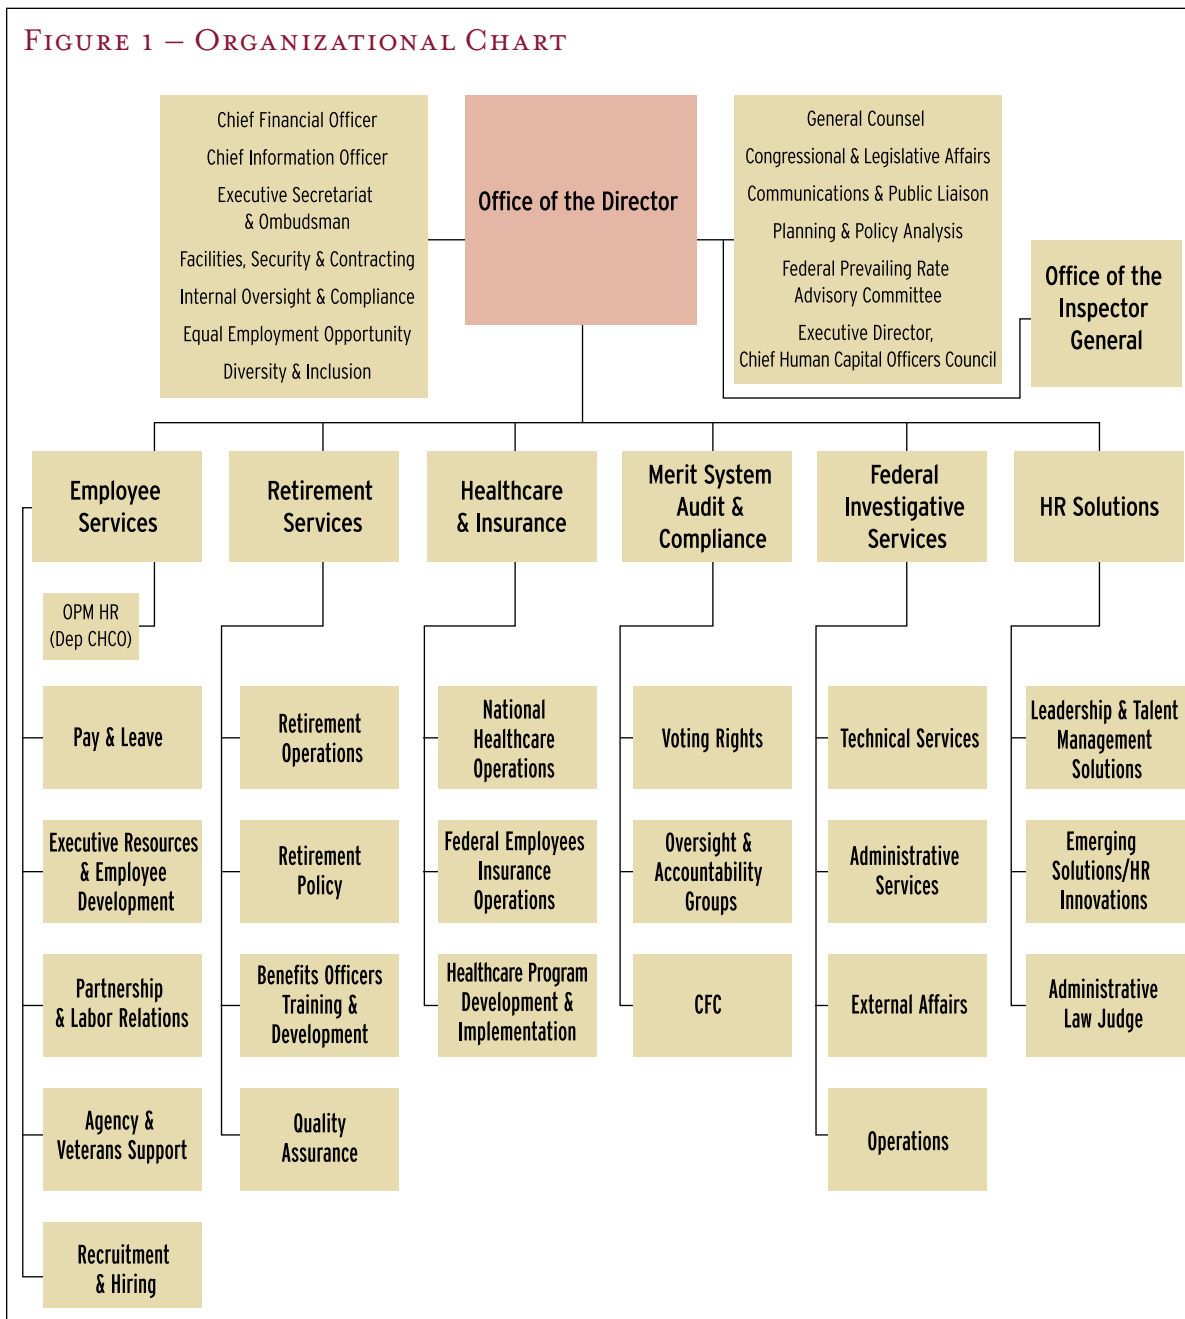 FIGURE 1 – ORGANIZATIONAL CHART
Chief Financial Officer
Chief Information Officer
Executive Secretariat
& Ombudsman
Facilities, Security & Contracting
Internal Oversight & Compliance
Equal Employment Opportunity
Diversity & Inclusion
Office of the Director
General Counsel
Congressional & Legislative Affairs
Communications & Public Liaison
Planning & Policy Analysis
Federal Prevailing Rate
Advisory Committee
Executive Director,
Chief Human Capital Officers Council
Office of the
Inspector
General
Employee
Services
Retirement
Services
Healthcare
& Insurance
Merit System
Audit &
Compliance
Federal
Investigative
Services
HR Solutions
OPM HR
(Dep CHCO)
Pay & Leave
Executive Resources
& Employee
Development
Partnership
& Labor Relations
Agency &
Veterans Support
Recruitment
& Hiring
Retirement
Operations
Retirement
Policy
Benefits Officers
Training &
Development
Quality
Assurance
National
Healthcare
Operations
Federal Employees
Insurance
Operations
Healthcare Program
Development &
Implementation
Voting Rights
Oversight &
Accountability
Groups
CFC
Technical Services
Administrative
Services
External Affairs
Operations
Leadership & Talent
Management
Solutions
Emerging
Solutions/HR
Innovations
Administrative
Law Judge